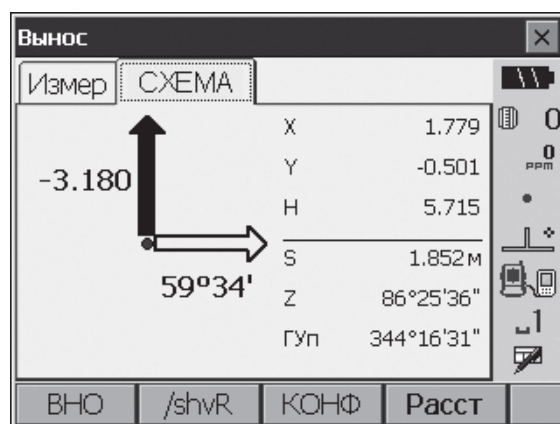 Вынос
Измер СХЕМА
-3.180
59°34'
X 1.779
Y -0.501
H 5.715
S 1.852м
Z 86°25'36"
ГУп 344°16'31"
0
0
PPM
1
ВНО /shvR КОНФ Расст